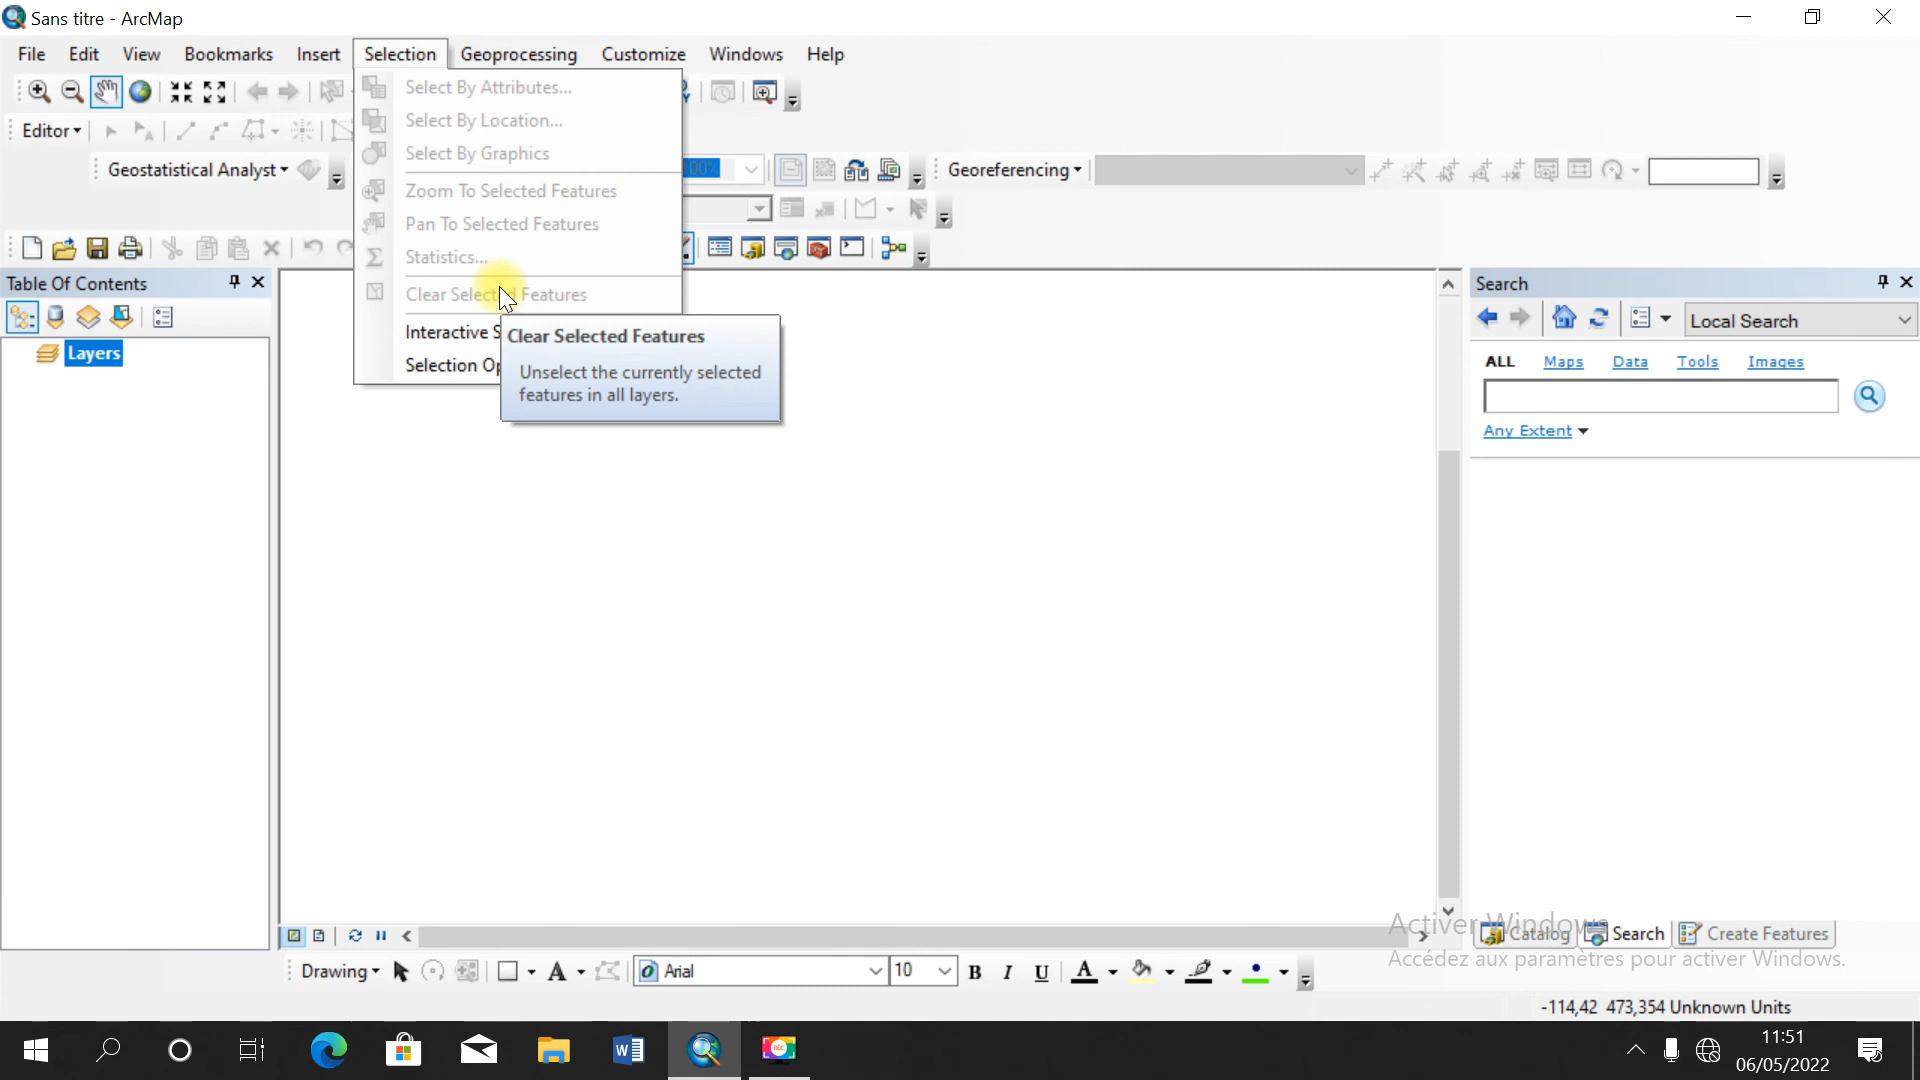 Sans titre - ArcMap
File Edit View Bookmarks Insert Selection Geoprocessing Customize Windows Help
Select By Attributes...
Select By Location...
Select By Graphics
Zoom To Selected Features
Pan To Selected Features
Statistics...
Clear Selected Features
Interactive S
Selection Op
Clear Selected Features
Unselect the currently selected
features in all layers.
Editor
Geostatistical Analyst
100%
Georeferencing
Table Of Contents
Layers
Search
Local Search
ALL Maps Data Tools Images
Any Extent
Activer Windows
Accédez aux paramètres pour activer Windows.
Catalog Search Create Features
Drawing Arial 10 B I U A
-114,42 473,354 Unknown Units
11:51
06/05/2022